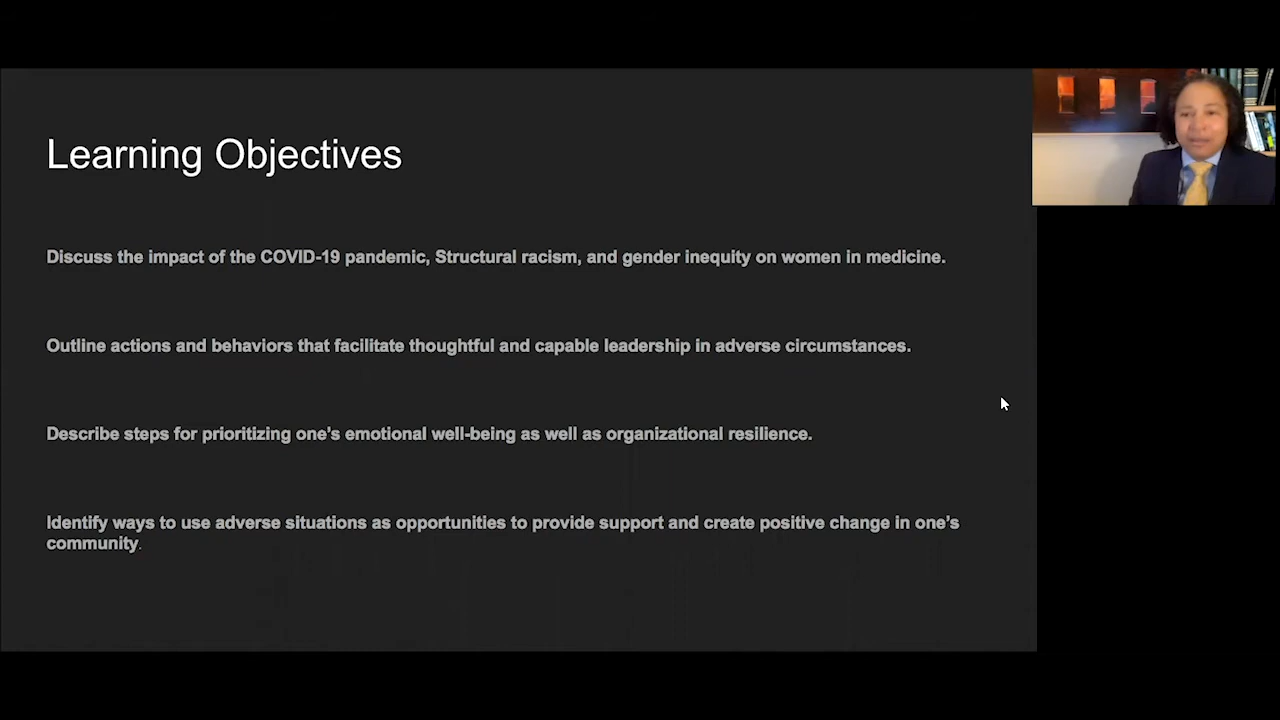 Learning Objectives
Discuss the impact of the COVID-19 pandemic, Structural racism, and gender inequity on women in medicine.
Outline actions and behaviors that facilitate thoughtful and capable leadership in adverse circumstances.
Describe steps for prioritizing one’s emotional well-being as well as organizational resilience.
Identify ways to use adverse situations as opportunities to provide support and create positive change in one’s
community.